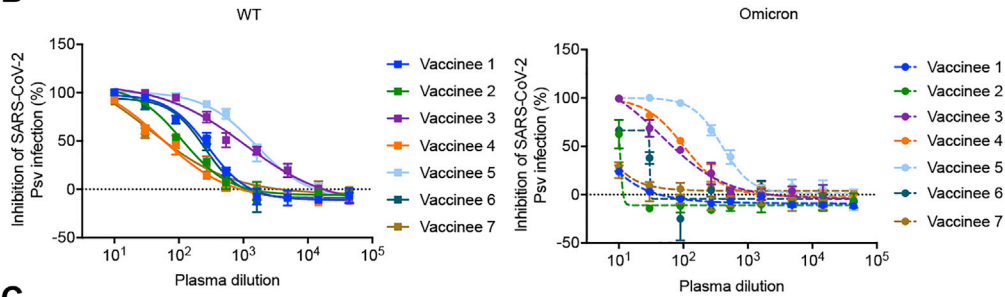 WT
Inhibition of SARS-CoV-2
Psv infection (%)
150
100
50
0
-50
10¹
10²
10³
10⁴
10⁵
Plasma dilution
Vaccinee 1
Vaccinee 2
Vaccinee 3
Vaccinee 4
Vaccinee 5
Vaccinee 6
Vaccinee 7
Omicron
Inhibition of SARS-CoV-2
Psv infection (%)
150
100
50
0
-50
10¹
10²
10³
10⁴
10⁵
Plasma dilution
Vaccinee 1
Vaccinee 2
Vaccinee 3
Vaccinee 4
Vaccinee 5
Vaccinee 6
Vaccinee 7